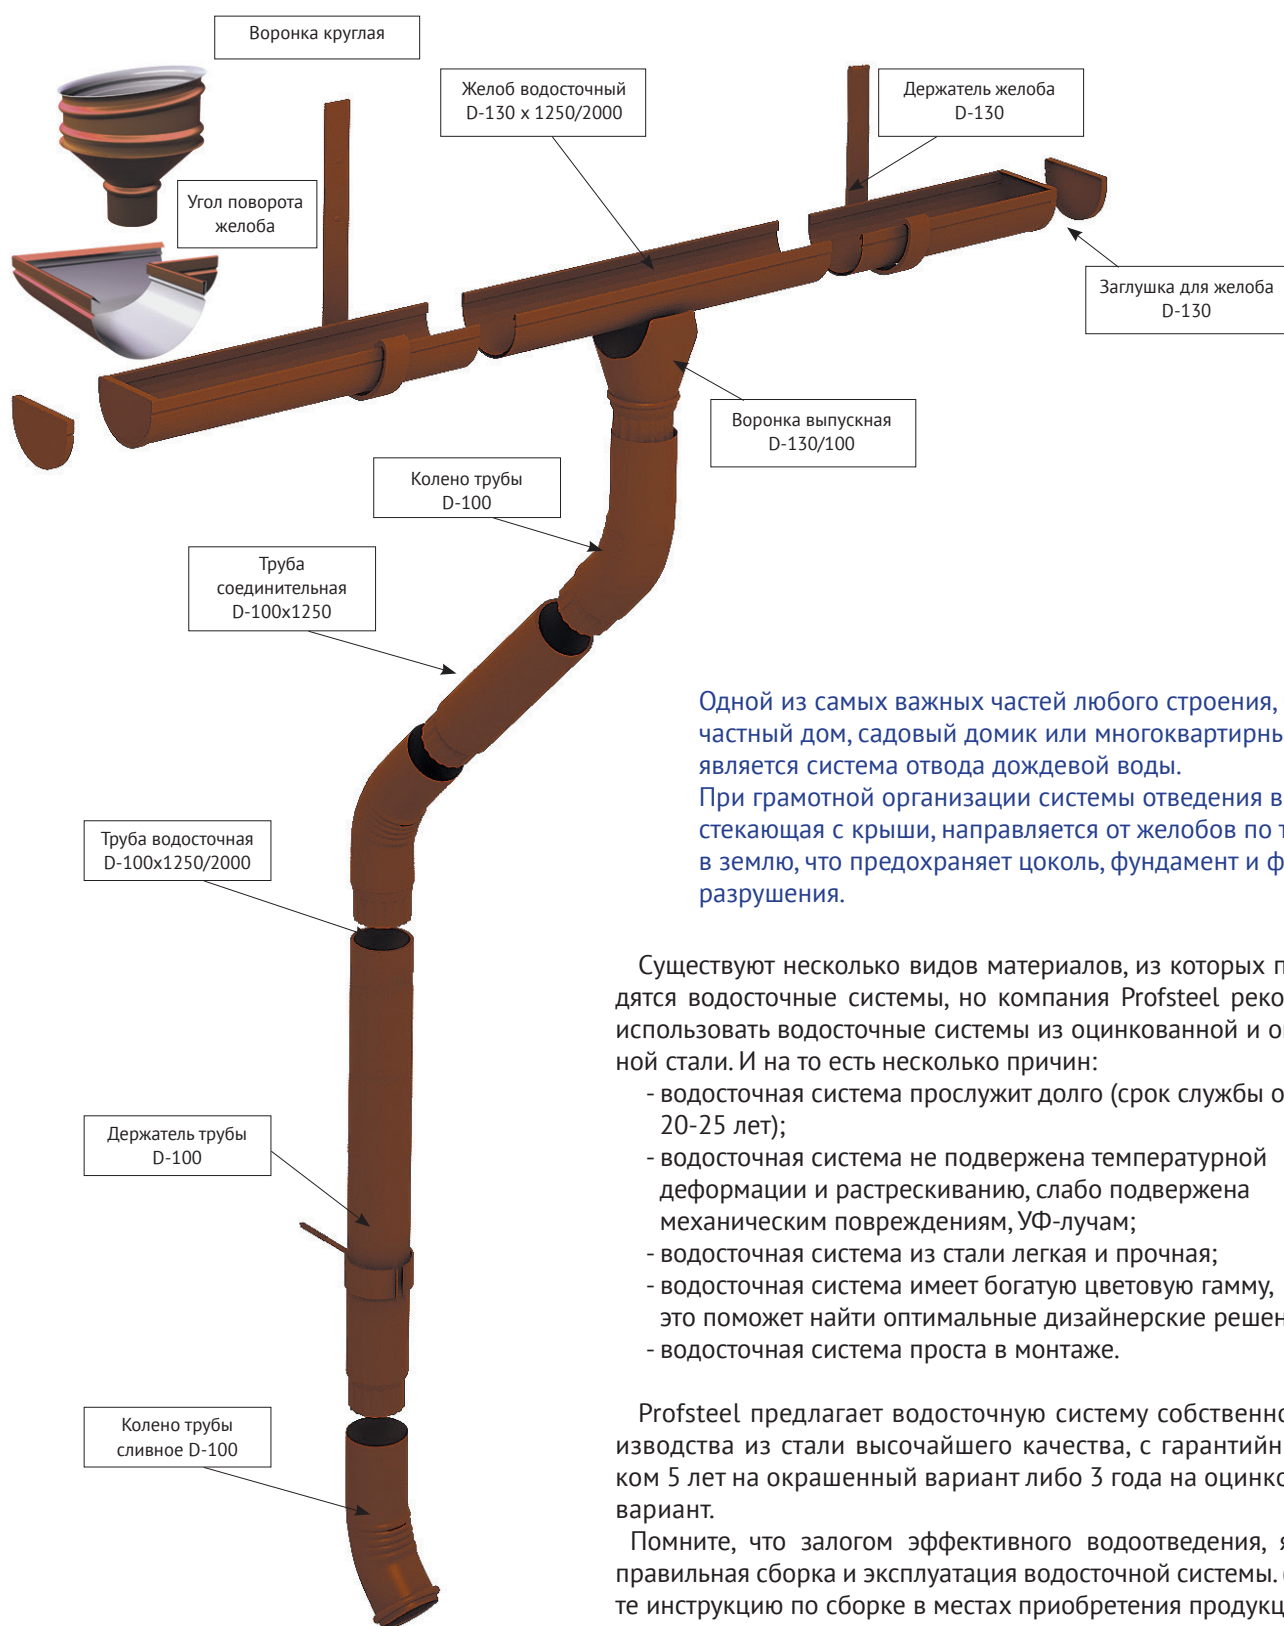 Воронка круглая
Желоб водосточный
D-130 x 1250/2000
Держатель желоба
D-130
Угол поворота
желоба
Заглушка для желоба
D-130
Воронка выпускная
D-130/100
Колено трубы
D-100
Труба
соединительная
D-100x1250
Труба водосточная
D-100x1250/2000
Держатель трубы
D-100
Колено трубы
сливное D-100
Одной из самых важных частей любого строения,
частный дом, садовый домик или
является система отвода дождевой воды.
При грамотной организации системы отведения
стекающая с крыши, направляется от желобов по
в землю, что предохраняет цоколь, фундамент и
разрушения.
Существуют несколько видов материалов, из которых
дятся водосточные системы, но компания Profsteel
использовать водосточные системы из оцинкованной и
ной стали. И на то есть несколько причин:
- водосточная система прослужит долго (срок службы
20-25 лет);
- водосточная система не подвержена температурной
деформации и растрескиванию, слабо подвержена
механическим повреждениям, УФ-лучам;
- водосточная система из стали легкая и прочная;
- водосточная система имеет богатую цветовую гамму,
это поможет найти оптимальные дизайнерские
- водосточная система проста в монтаже.
Profsteel предлагает водосточную систему
изводства из стали высочайшего качества, с
ком 5 лет на окрашенный вариант либо 3 года на
вариант.
Помните, что залогом эффективного водоотведения,
правильная сборка и эксплуатация водосточной системы.
те инструкцию по сборке в местах приобретения